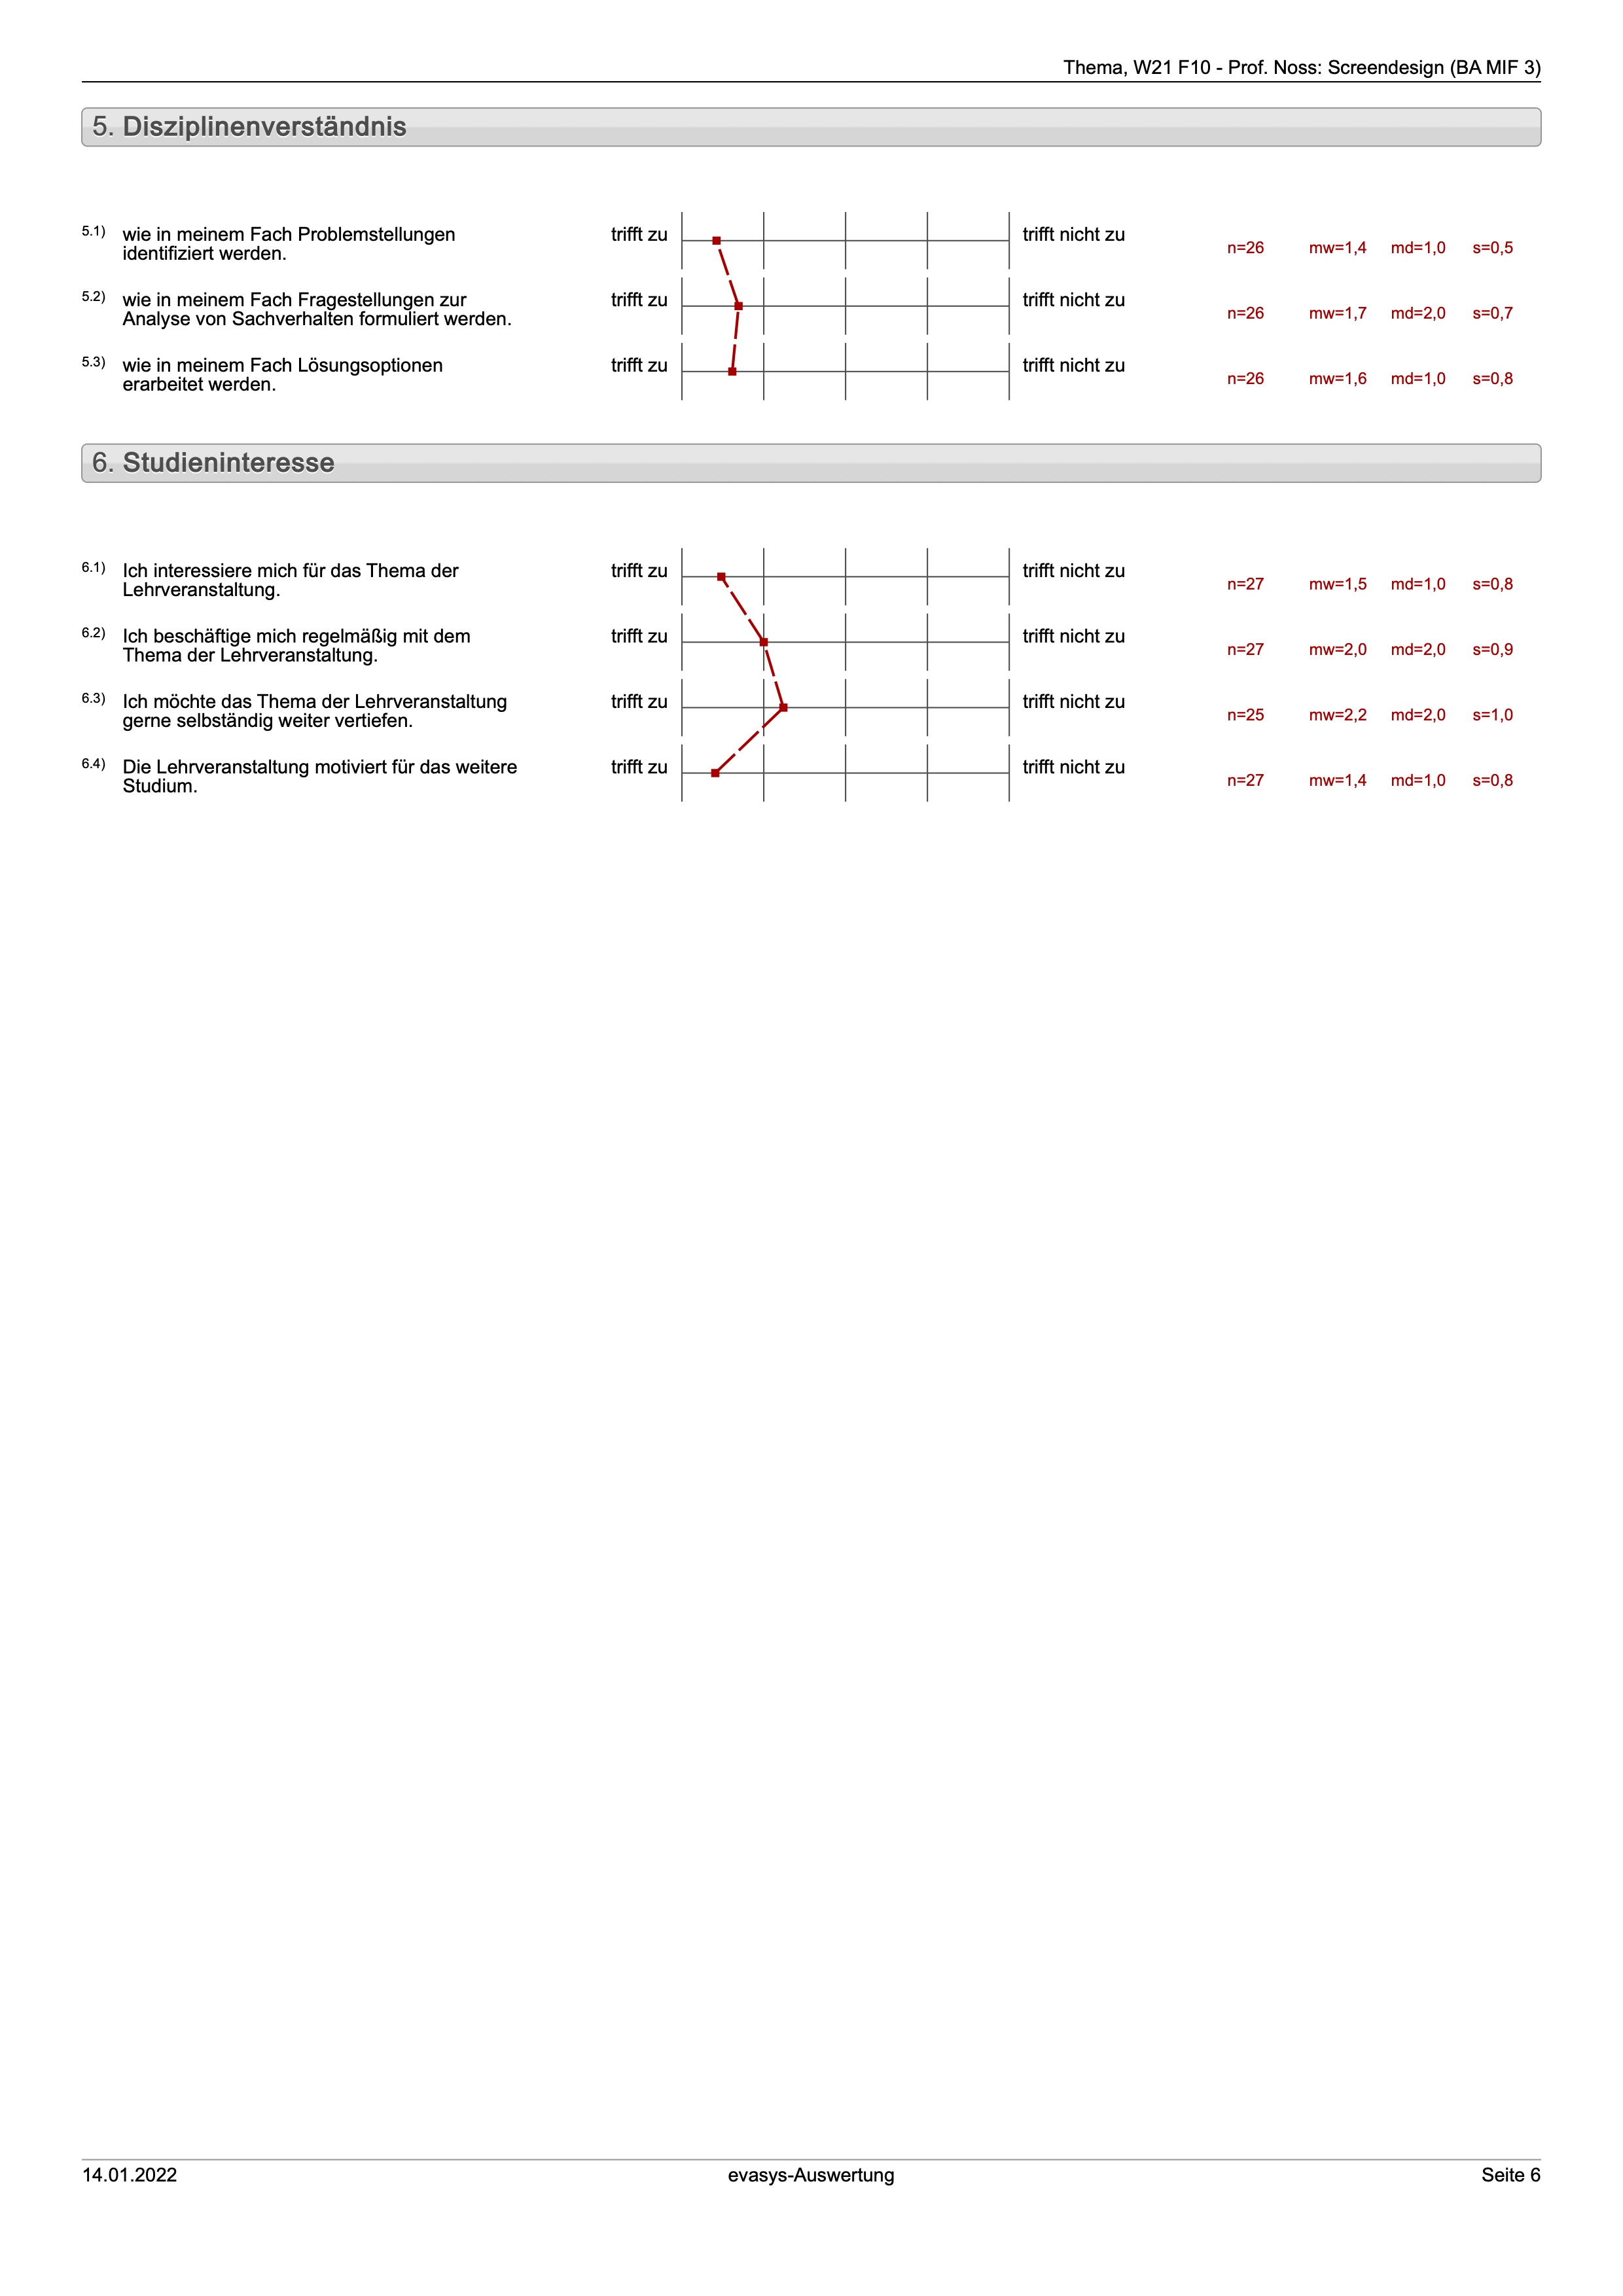 Thema, W21 F10 - Prof. Noss: Screendesign (BA MIF 3)
5. Disziplinenverständnis
5.1) wie in meinem Fach Problemstellungen
identifiziert werden.
trifft zu trifft nicht zu
n=26 mw=1,4 md=1,0 s=0,5
5.2) wie in meinem Fach Fragestellungen zur
Analyse von Sachverhalten formuliert werden.
trifft zu trifft nicht zu
n=26 mw=1,7 md=2,0 s=0,7
5.3) wie in meinem Fach Lösungsoptionen
erarbeitet werden.
trifft zu trifft nicht zu
n=26 mw=1,6 md=1,0 s=0,8
6. Studieninteresse
6.1) Ich interessiere mich für das Thema der
Lehrveranstaltung.
trifft zu trifft nicht zu
n=27 mw=1,5 md=1,0 s=0,8
6.2) Ich beschäftige mich regelmäßig mit dem
Thema der Lehrveranstaltung.
trifft zu trifft nicht zu
n=27 mw=2,0 md=2,0 s=0,9
6.3) Ich möchte das Thema der Lehrveranstaltung
gerne selbständig weiter vertiefen.
trifft zu trifft nicht zu
n=25 mw=2,2 md=2,0 s=1,0
6.4) Die Lehrveranstaltung motiviert für das weitere
Studium.
trifft zu trifft nicht zu
n=27 mw=1,4 md=1,0 s=0,8
14.01.2022 evasys-Auswertung Seite 6